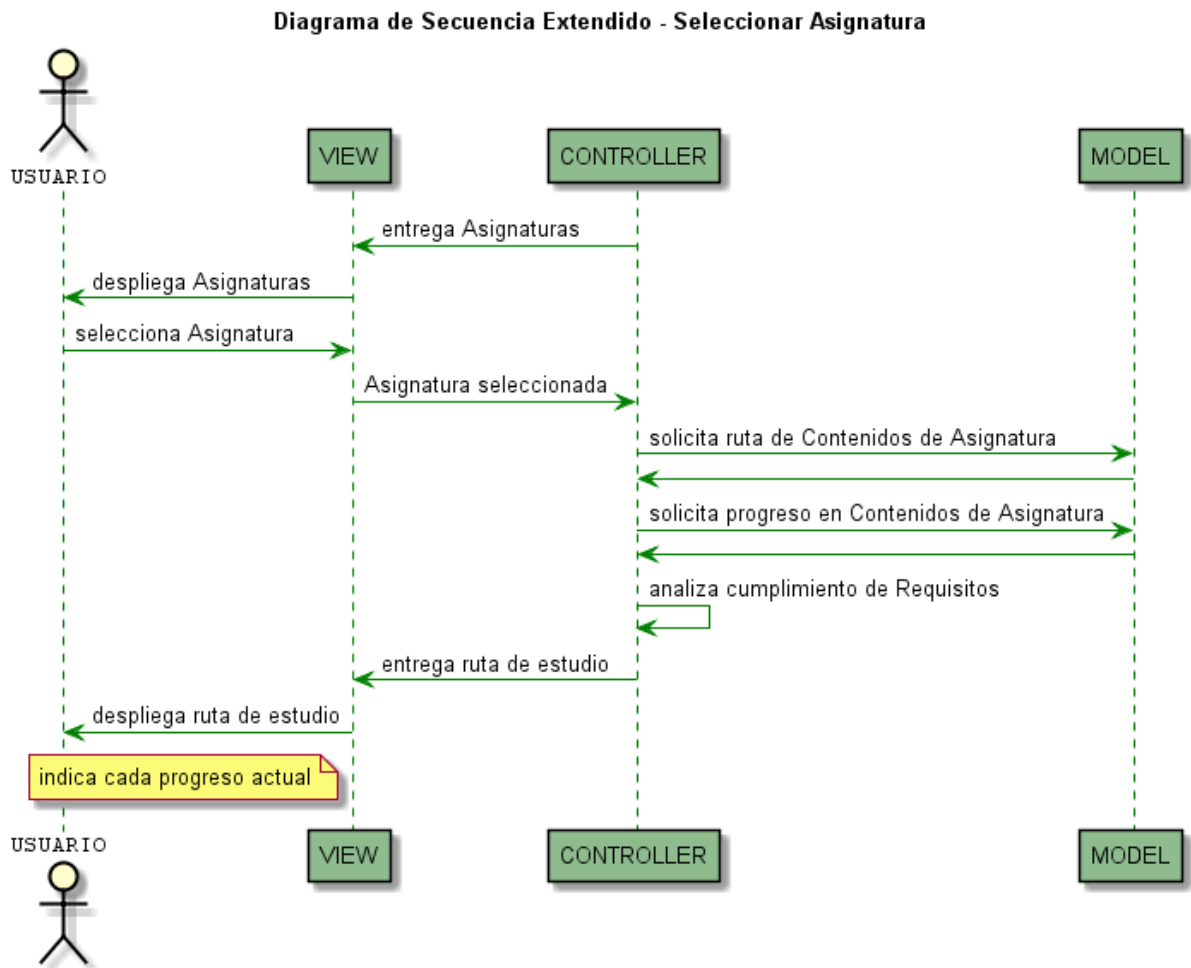 Diagrama de Secuencia Extendido - Seleccionar Asignatura
USUARIO
VIEW
CONTROLLER
MODEL
entrega Asignaturas
despliega Asignaturas
selecciona Asignatura
Asignatura seleccionada
solicita ruta de Contenidos de Asignatura
solicita progreso en Contenidos de Asignatura
analiza cumplimiento de Requisitos
entrega ruta de estudio
despliega ruta de estudio
indica cada progreso actual
USUARIO
VIEW
CONTROLLER
MODEL